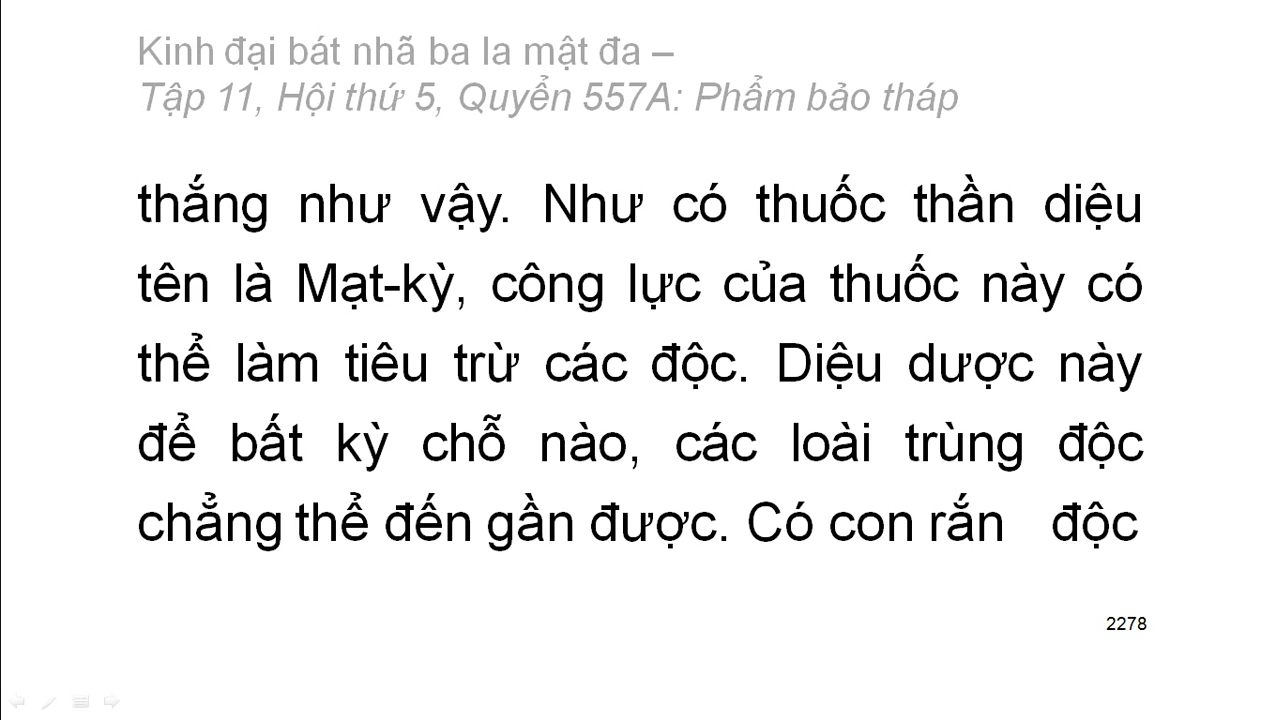 Kinh đại bát nhã ba la mật đa –
Tập 11, Hội thứ 5, Quyển 557A: Phẩm bảo tháp
thắng như vậy. Như có thuốc thần diệu
tên là Mạt-kỳ, công lực của thuốc này có
thể làm tiêu trừ các độc. Diệu dược này
để bất kỳ chỗ nào, các loài trùng độc
chẳng thể đến gần được. Có con rắn độc
2278